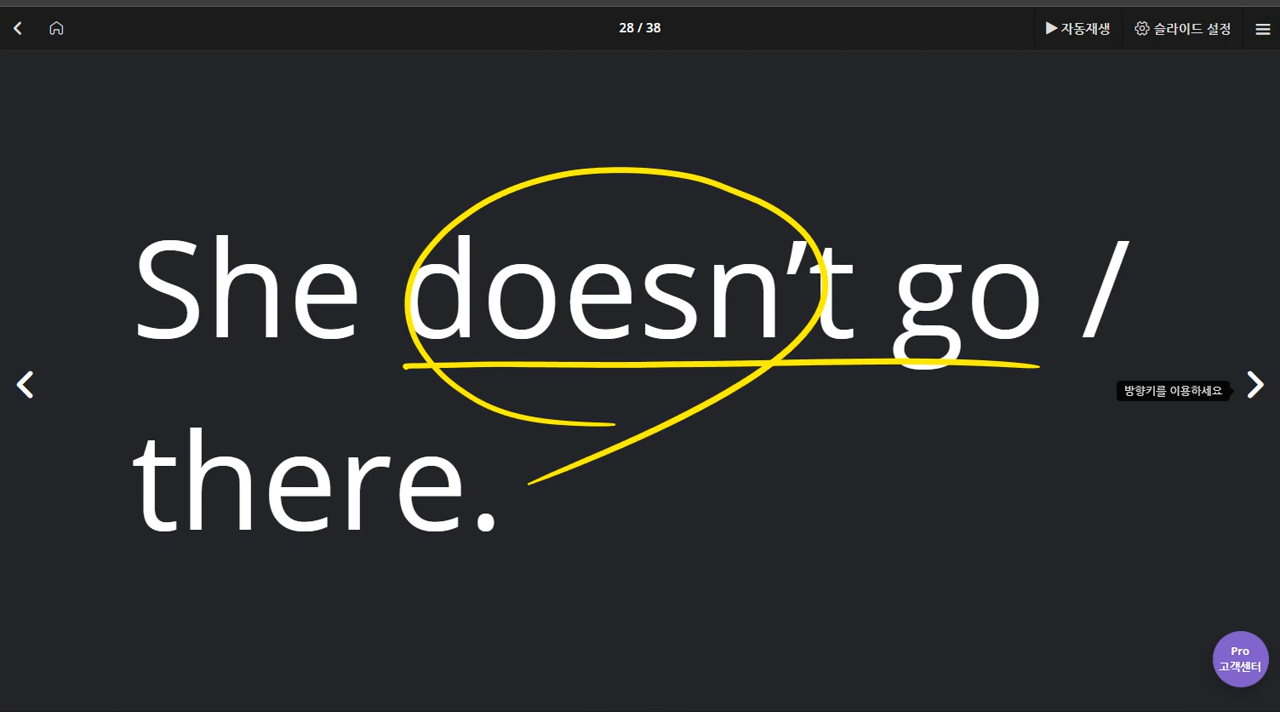 28 / 38
▶ 자동재생
슬라이드 설정
She doesn’t go /
there.
방향키를 이용하세요
Pro
고객센터